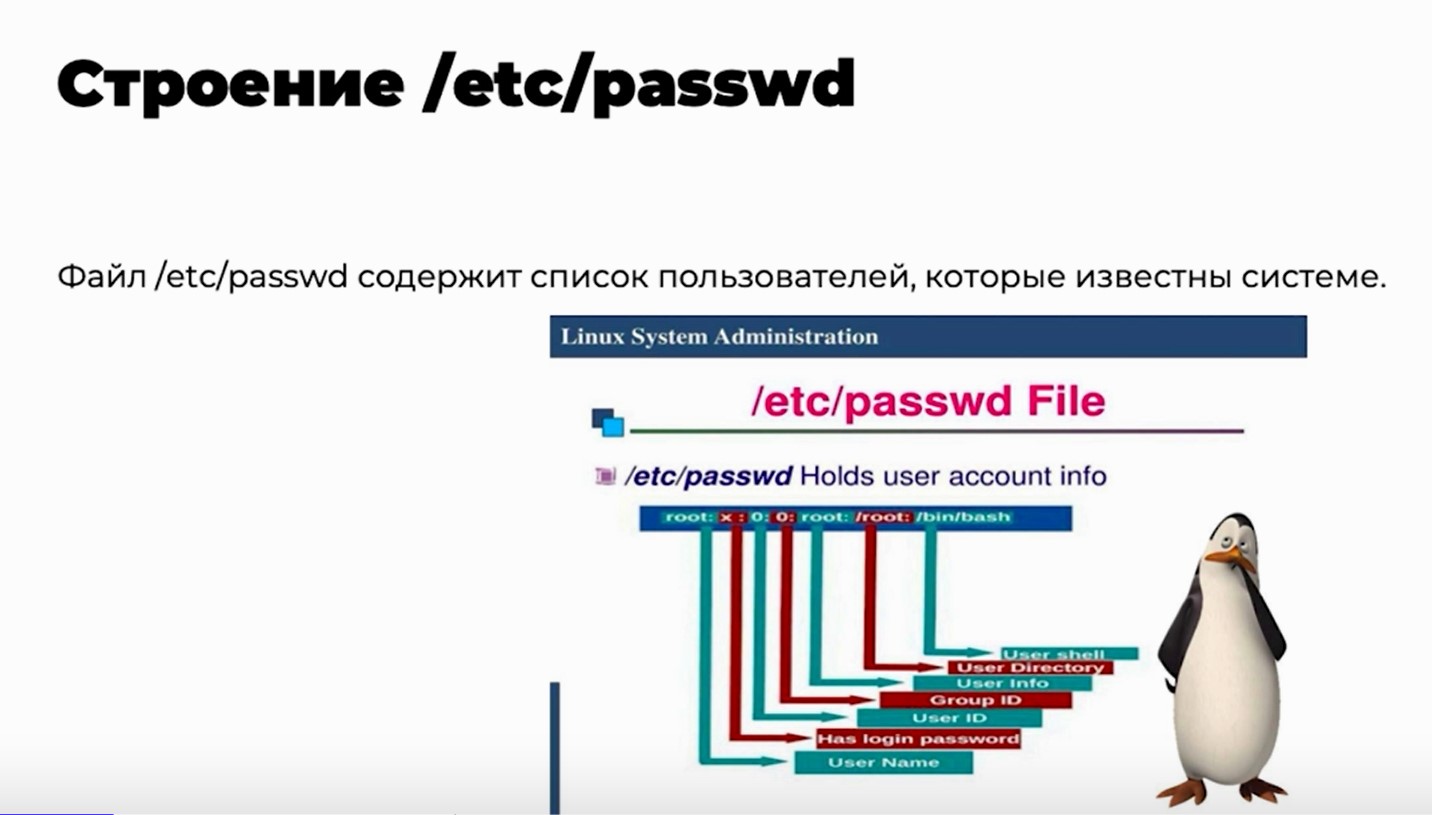 Строение /etc/passwd
Файл /etc/passwd содержит список пользователей, которые известны системе.
Linux System Administration
/etc/passwd File
/etc/passwd Holds user account info
root: x : 0: 0: root: /root: /bin/bash
User shell
User Directory
User Info
Group ID
User ID
Has login password
User Name